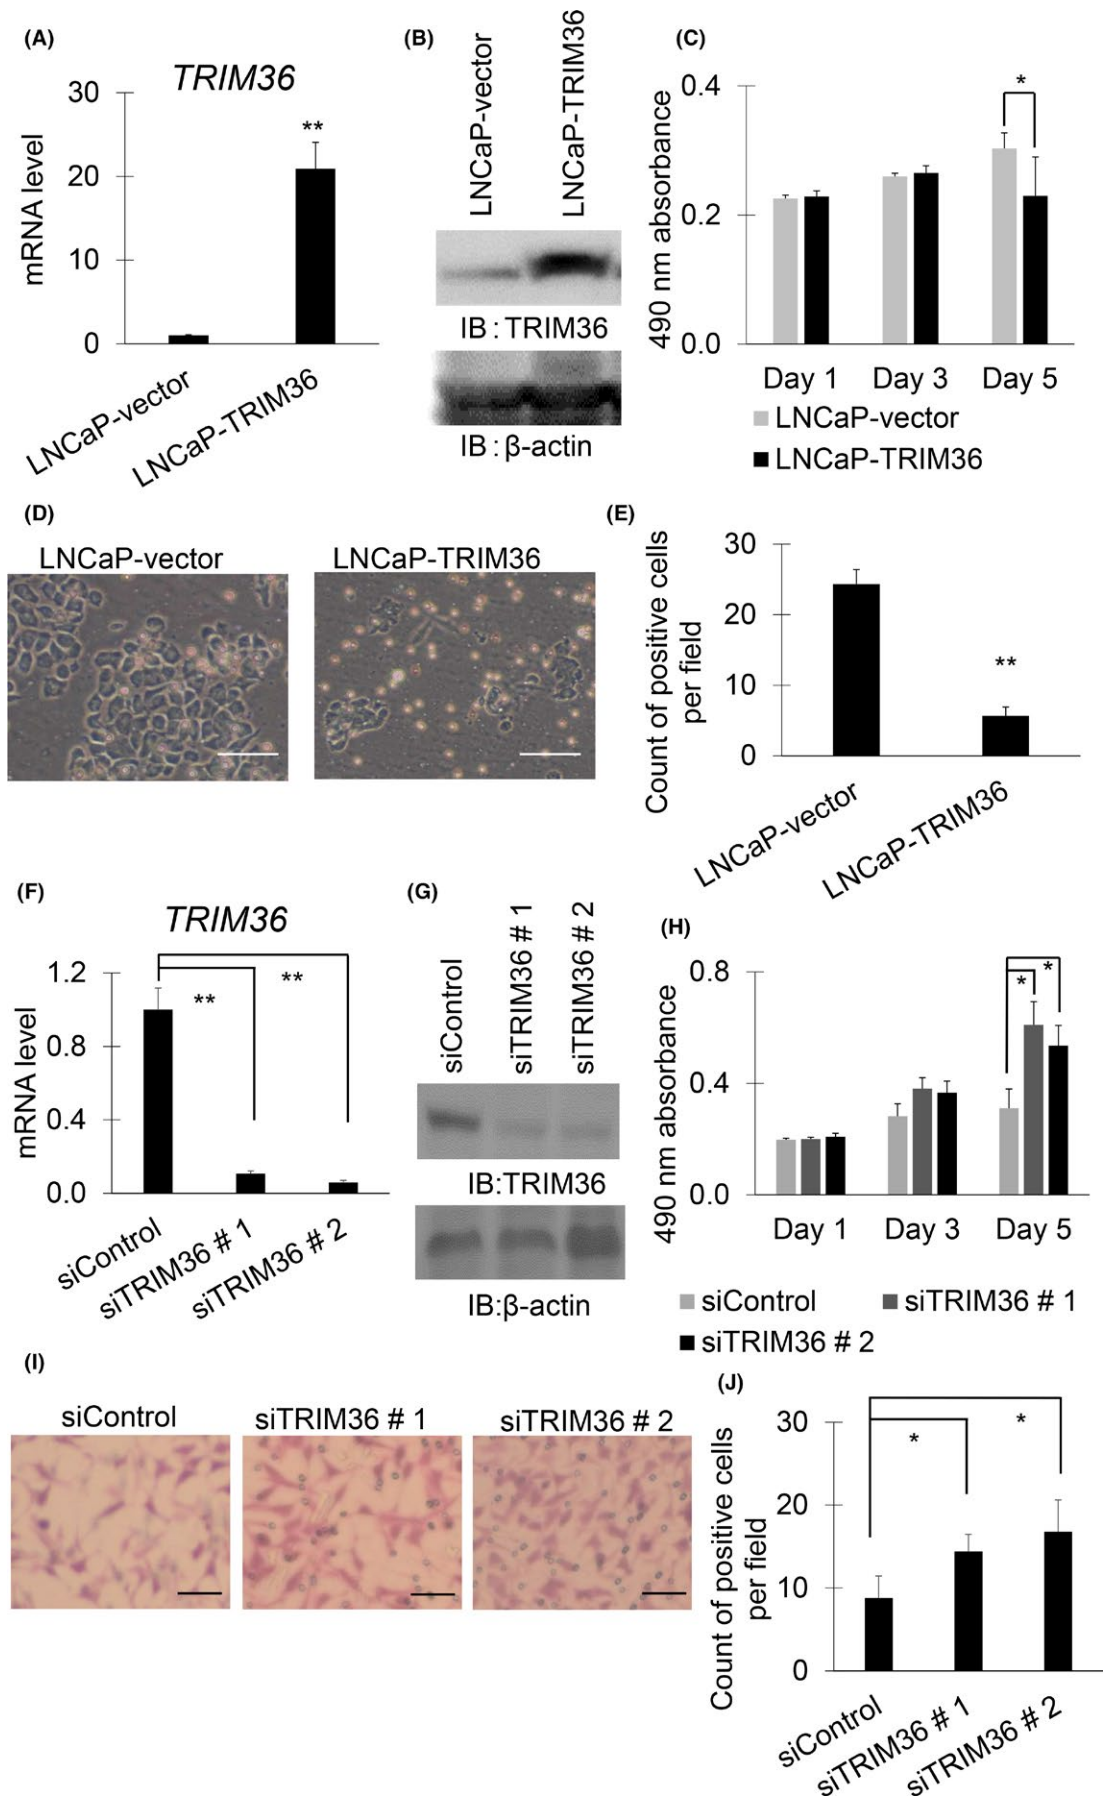 (A)
TRIM36
mRNA level
30
20
10
0
**
LNCaP-vector
LNCaP-TRIM36
(B)
LNCaP-vector
LNCaP-TRIM36
IB : TRIM36
IB : β-actin
(C)
490 nm absorbance
0.4
0.2
0.0
*
Day 1
Day 3
Day 5
LNCaP-vector
LNCaP-TRIM36
(D)
LNCaP-vector
LNCaP-TRIM36
(E)
Count of positive cells
per field
30
20
10
0
**
LNCaP-vector
LNCaP-TRIM36
(F)
TRIM36
mRNA level
1.2
0.8
0.4
0.0
**
**
siControl
siTRIM36 # 1
siTRIM36 # 2
(G)
siControl
siTRIM36 # 1
siTRIM36 # 2
IB:TRIM36
IB:β-actin
(H)
490 nm absorbance
0.8
0.4
0.0
*
*
Day 1
Day 3
Day 5
siControl
siTRIM36 # 1
siTRIM36 # 2
(I)
siControl
siTRIM36 # 1
siTRIM36 # 2
(J)
Count of positive cells
per field
30
20
10
0
*
*
siControl
siTRIM36 # 1
siTRIM36 # 2